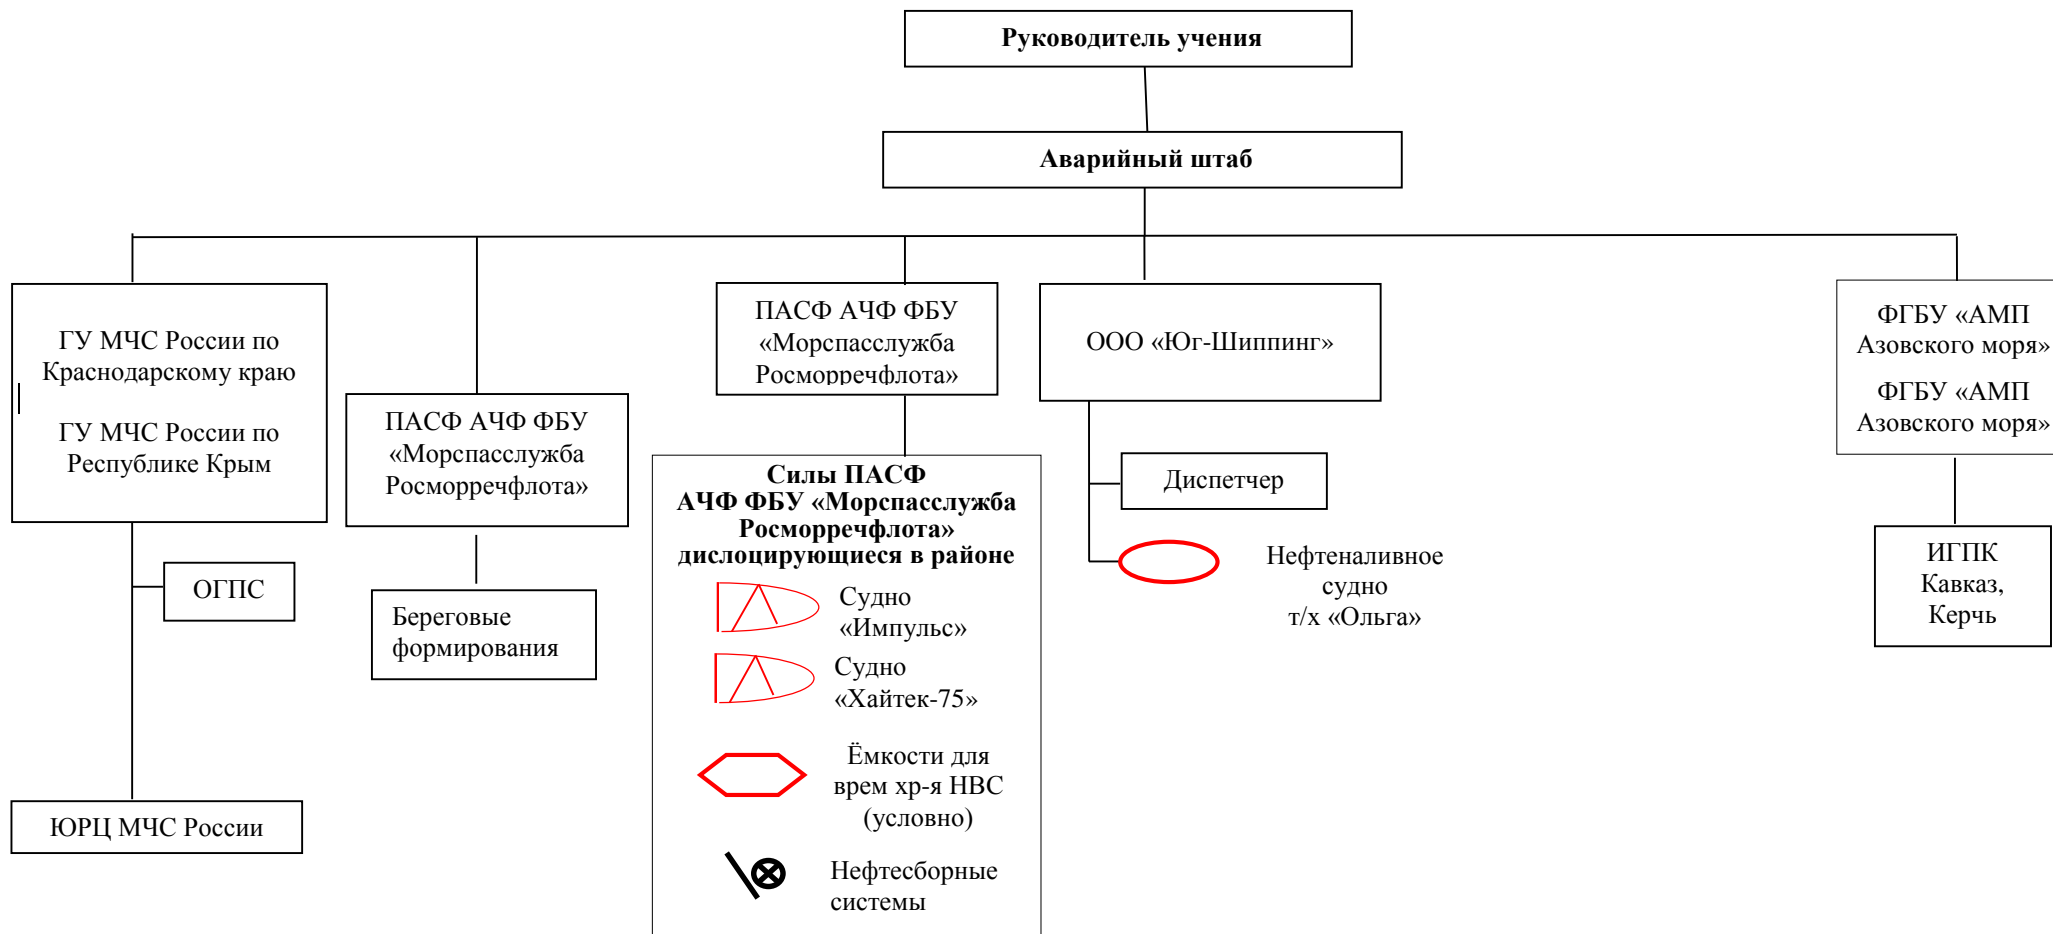 Руководитель учения
Аварийный штаб
ГУ МЧС России по
Краснодарскому краю
ГУ МЧС России по
Республике Крым
ПАСФ АЧФ ФБУ
«Морспасслужба
Росморречфлота»
ПАСФ АЧФ ФБУ
«Морспасслужба
Росморречфлота»
ООО «Юг-Шиппинг»
ФГБУ «АМП
Азовского моря»
ФГБУ «АМП
Азовского моря»
ОГПС
Береговые
формирования
ЮРЦ МЧС России
Силы ПАСФ
АЧФ ФБУ «Морспасслужба
Росморречфлота»
дислоцирующиеся в районе
Судно
«Импульс»
Судно
«Хайтек-75»
Ёмкости для
врем хр-я НВС
(условно)
Нефтесборные
системы
Диспетчер
Нефтеналивное
судно
т/х «Ольга»
ИГПК
Кавказ,
Керчь